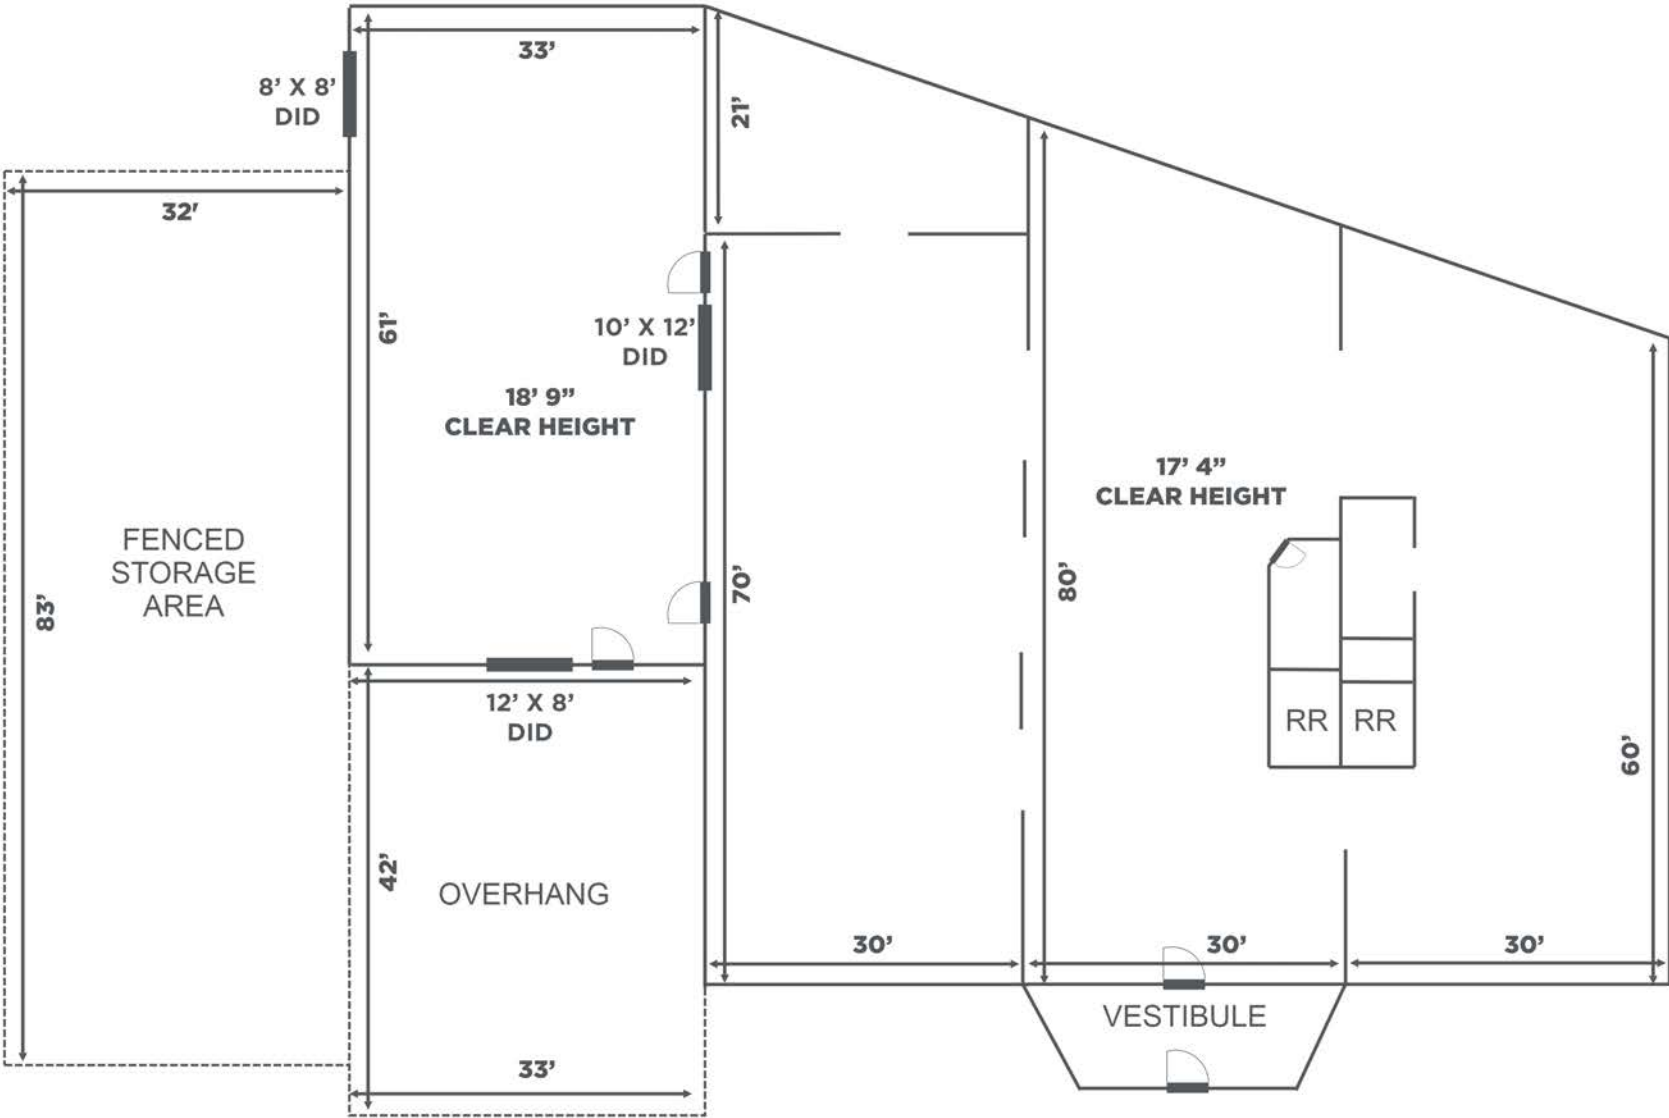 33’
8’ X 8’
DID
21’
32'
61’
10’ X 12’
DID
18’ 9”
CLEAR HEIGHT
17’ 4”
CLEAR HEIGHT
FENCED
STORAGE
AREA
83’
70’
80’
12’ X 8’
DID
RR
RR
60’
42’
OVERHANG
30’
30’
30’
VESTIBULE
33’